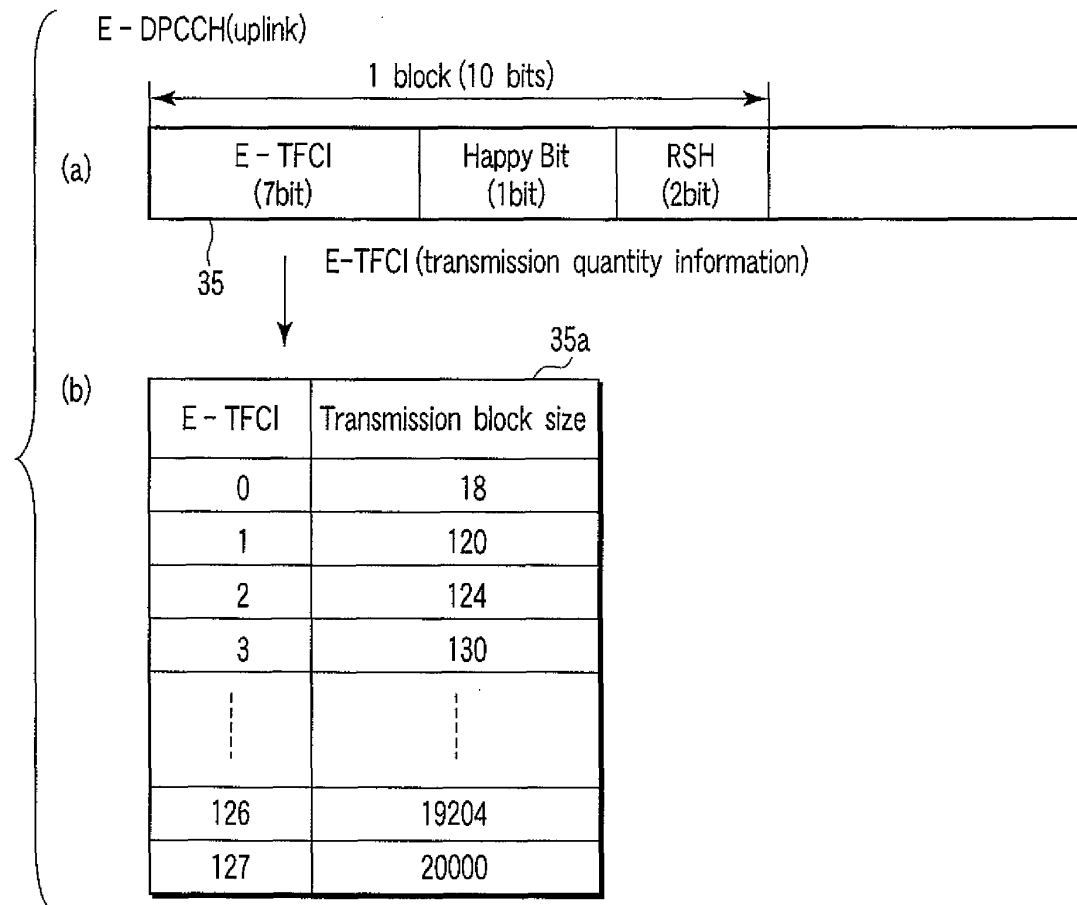 E-DPCCH(uplink)
1 block (10 bits)
(a)
E-TFCI
(7bit)
Happy Bit
(1bit)
RSH
(2bit)
35
E-TFCI (transmission quantity information)
35a
(b)
E-TFCI Transmission block size
0 18
1 120
2 124
3 130
126 19204
127 20000